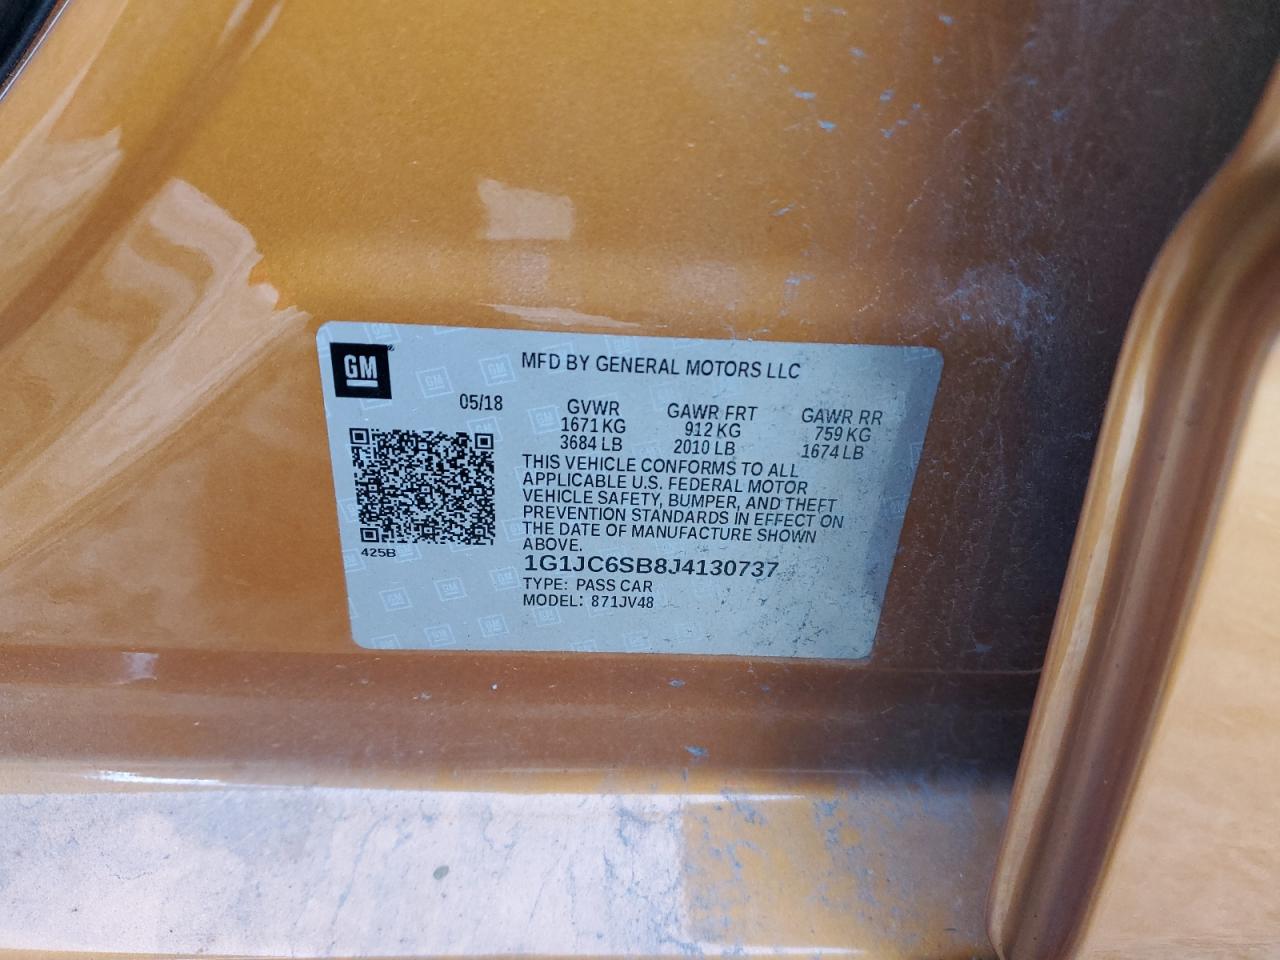 GM
MFD BY GENERAL MOTORS LLC
05/18 GVWR GAWR FRT GAWR RR
1671 KG 912 KG 759 KG
3684 LB 2010 LB 1674 LB
THIS VEHICLE CONFORMS TO ALL
APPLICABLE U.S. FEDERAL MOTOR
VEHICLE SAFETY, BUMPER, AND THEFT
PREVENTION STANDARDS IN EFFECT ON
THE DATE OF MANUFACTURE SHOWN
ABOVE.
425B
1G1JC6SB8J4130737
TYPE: PASS CAR
MODEL: 871JV48